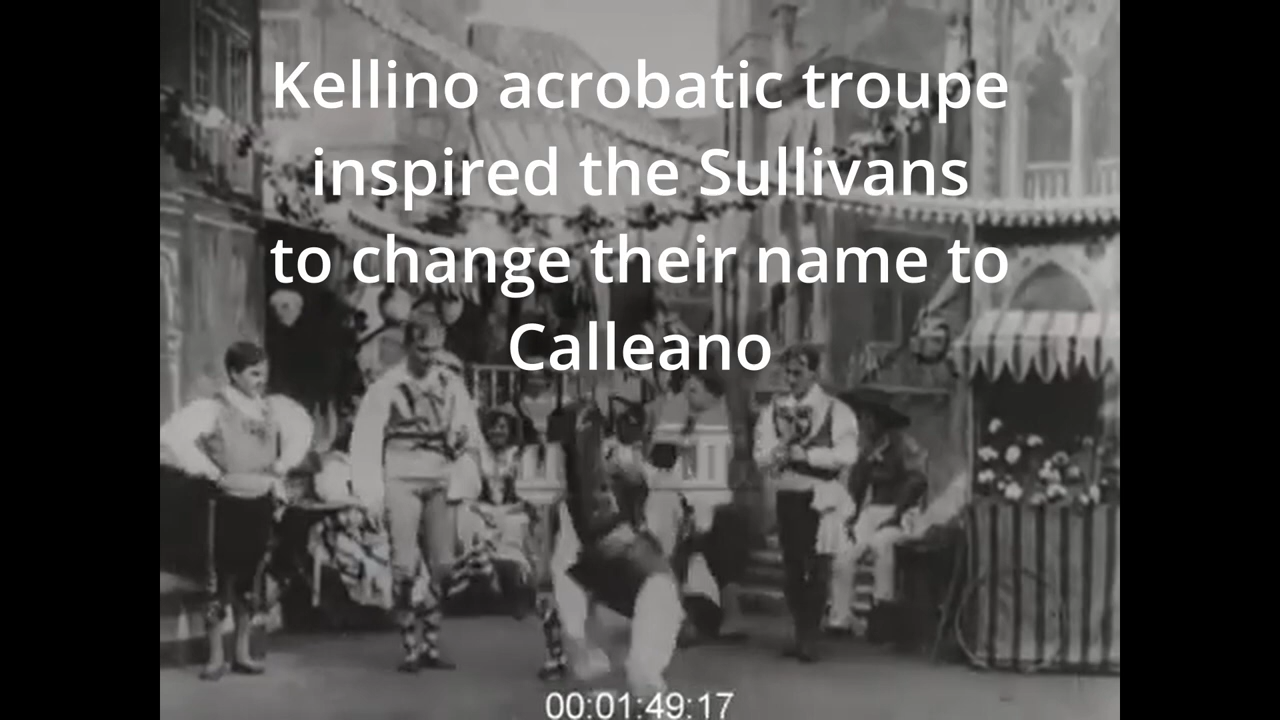 Kellino acrobatic troupe
inspired the Sullivans
to change their name to
Calleano
00:01:49:17